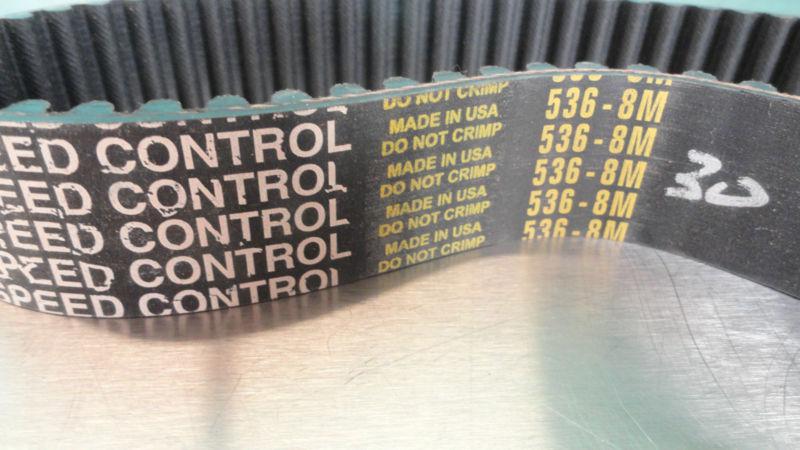 EED CONTROL
EED CONTROL
EED CONTROL
PEED CONTROL
SPEED CONTROL
DO NOT CRIMP
MADE IN USA
DO NOT CRIMP
MADE IN USA
DO NOT CRIMP
MADE IN USA
DO NOT CRIMP
MADE IN USA
DO NOT CRIMP
536-8M
536-8M
536-8M
536-8M
536-8M
30